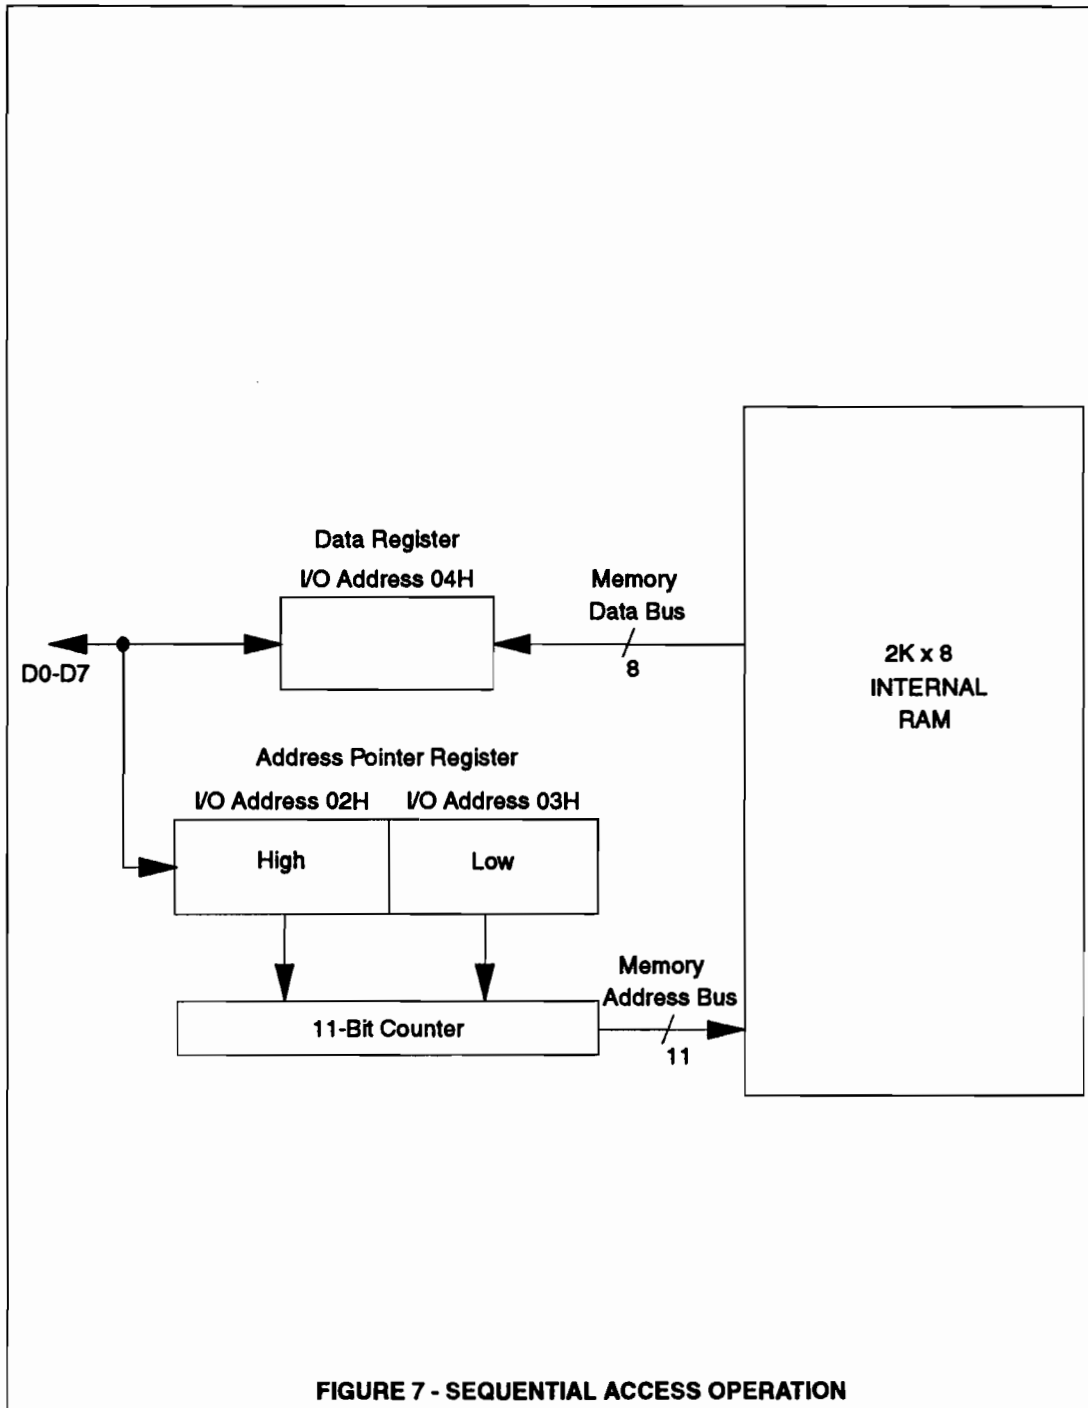 Data Register
I/O Address 04H
Memory
Data Bus
8
D0-D7
2K x 8
INTERNAL
RAM
Address Pointer Register
I/O Address 02H
I/O Address 03H
High
Low
11-Bit Counter
Memory
Address Bus
11
FIGURE 7 - SEQUENTIAL ACCESS OPERATION